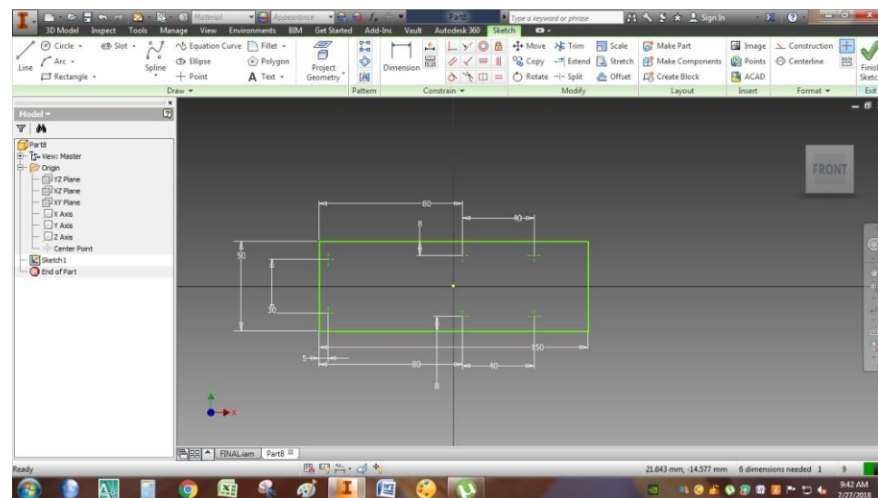 Material
Appearance
Part8
Type a keyword or phrase
Sign In
3D Model Inspect Tools Manage View Environments BIM Get Started Add-Ins Vault Autodesk 360 Sketch
Line
Circle
Arc
Rectangle
Slot
Spline
Equation Curve
Ellipse
Point
Fillet
Polygon
Text
Project Geometry
Pattern
Dimension
Move
Copy
Rotate
Trim
Extend
Split
Scale
Stretch
Offset
Make Part
Make Components
Create Block
Image
Points
ACAD
Construction
Centerline
Finish
Sketch
Draw
Pattern
Constrain
Modify
Layout
Insert
Format
Exit
Model
Part8
View: Master
Origin
YZ Plane
XZ Plane
XY Plane
X Axis
Y Axis
Z Axis
Center Point
Sketch1
End of Part
FRONT
80
40
8
50
30
150
5
80
40
8
X
FINALiam Part8
Ready
21.643 mm, -14.577 mm 6 dimensions needed 1 9
9:42 AM
7/27/2018